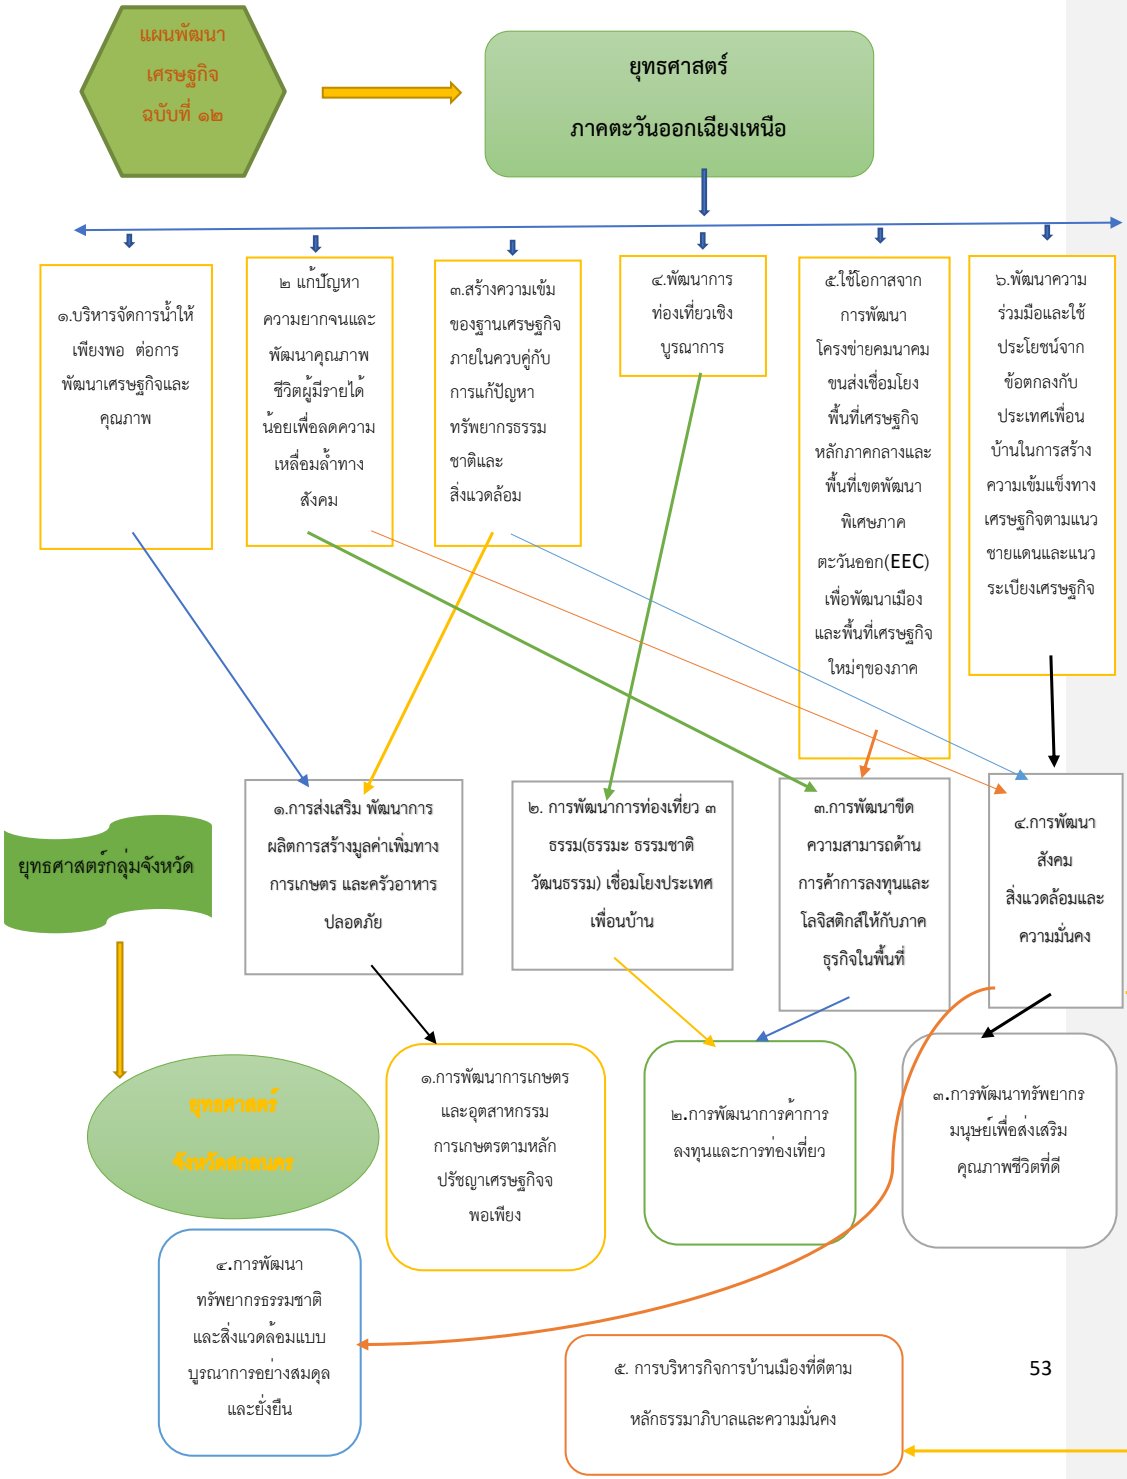 แผนพัฒนา
เศรษฐกิจ
ฉบับที่ ๑๒
ยุทธศาสตร์
ภาคตะวันออกเฉียงเหนือ
๑.บริหารจัดการน้ำให้
เพียงพอ ต่อการ
พัฒนาเศรษฐกิจและ
คุณภาพ
๒ แก้ปัญหา
ความยากจนและ
พัฒนาคุณภาพ
ชีวิตผู้มีรายได้
น้อยเพื่อลดความ
เหลื่อมล้ำทาง
สังคม
๓.สร้างความเข้ม
ของฐานเศรษฐกิจ
ภายในควบคู่กับ
การแก้ปัญหา
ทรัพยากรธรรม
ชาติและ
สิ่งแวดล้อม
๔.พัฒนาการ
ท่องเที่ยวเชิง
บูรณาการ
๕.ใช้โอกาสจาก
การพัฒนา
โครงข่ายคมนาคม
ขนส่งเชื่อมโยง
พื้นที่เศรษฐกิจ
หลักภาคกลางและ
พื้นที่เขตพัฒนา
พิเศษภาค
ตะวันออก(EEC)
เพื่อพัฒนาเมือง
และพื้นที่เศรษฐกิจ
ใหม่ๆของภาค
๖.พัฒนาความ
ร่วมมือและใช้
ประโยชน์จาก
ข้อตกลงกับ
ประเทศเพื่อน
บ้านในการสร้าง
ความเข้มแข็งทาง
เศรษฐกิจตามแนว
ชายแดนและแนว
ระเบียงเศรษฐกิจ
ยุทธศาสตร์กลุ่มจังหวัด
๑.การส่งเสริม พัฒนาการ
ผลิตการสร้างมูลค่าเพิ่มทาง
การเกษตร และครัวอาหาร
ปลอดภัย
๒. การพัฒนาการท่องเที่ยว ๓
ธรรม(ธรรมะ ธรรมชาติ
วัฒนธรรม) เชื่อมโยงประเทศ
เพื่อนบ้าน
๓.การพัฒนาขีด
ความสามารถด้าน
การค้าการลงทุนและ
โลจิสติกส์ให้กับภาค
ธุรกิจในพื้นที่
๔.การพัฒนา
สังคม
สิ่งแวดล้อมและ
ความมั่นคง
ยุทธศาสตร์
จังหวัดสกลนคร
๑.การพัฒนาการเกษตร
และอุตสาหกรรม
การเกษตรตามหลัก
ปรัชญาเศรษฐกิจจ
พอเพียง
๒.การพัฒนาการค้าการ
ลงทุนและการท่องเที่ยว
๓.การพัฒนาทรัพยากร
มนุษย์เพื่อส่งเสริม
คุณภาพชีวิตที่ดี
๔.การพัฒนา
ทรัพยากรธรรมชาติ
และสิ่งแวดล้อมแบบ
บูรณาการอย่างสมดุล
และยั่งยืน
๕. การบริหารกิจการบ้านเมืองที่ดีตาม
หลักธรรมาภิบาลและความมั่นคง
53